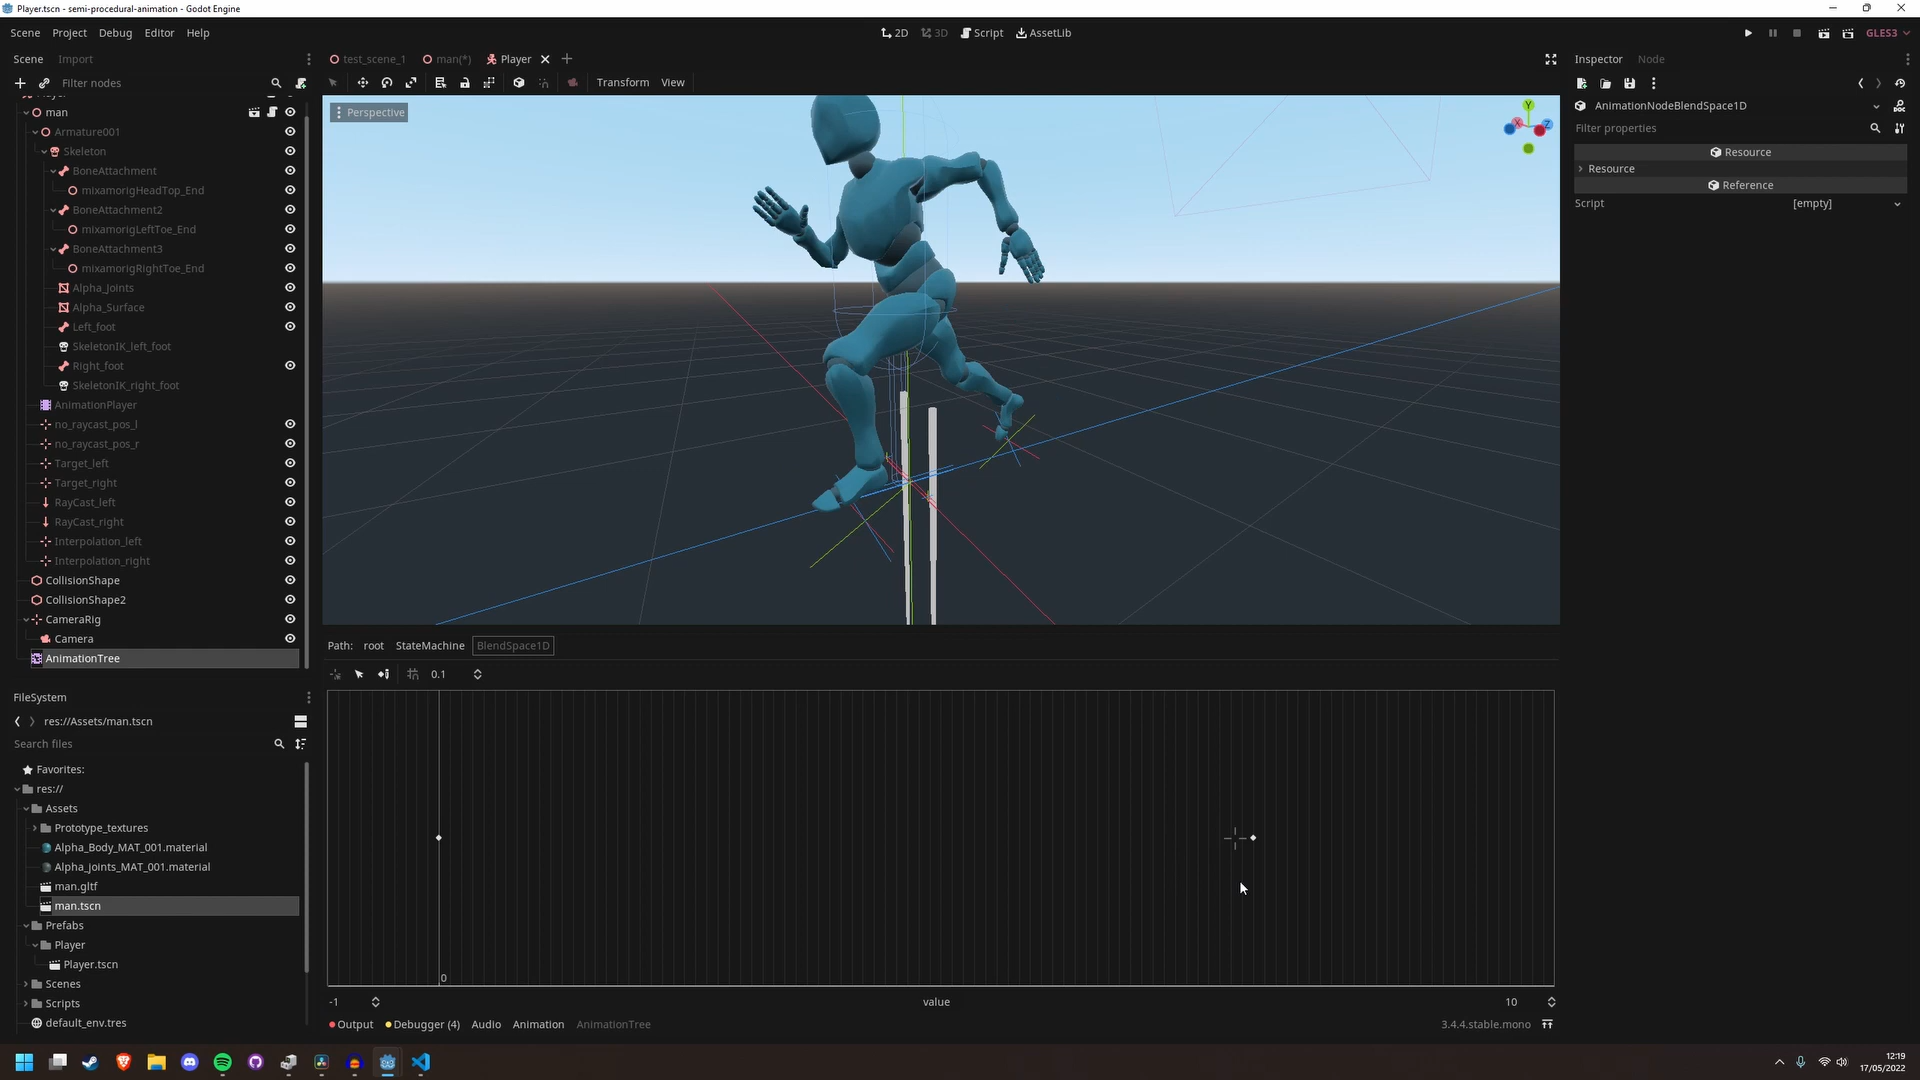 Player.tscn - semi-procedural-animation - Godot Engine
Scene Project Debug Editor Help
2D 3D Script AssetLib
GLES3
Scene Import
test_scene_1 man(*) Player
Inspector Node
Filter nodes
Transform View
man
Armature001
Skeleton
BoneAttachment
mixamorigHeadTop_End
BoneAttachment2
mixamorigLeftToe_End
BoneAttachment3
mixamorigRightToe_End
Alpha_Joints
Alpha_Surface
Left_foot
SkeletonIK_left_foot
Right_foot
SkeletonIK_right_foot
AnimationPlayer
no_raycast_pos_l
no_raycast_pos_r
Target_left
Target_right
RayCast_left
RayCast_right
Interpolation_left
Interpolation_right
CollisionShape
CollisionShape2
CameraRig
Camera
AnimationTree
Perspective
Y
X
Z
AnimationNodeBlendSpace1D
Filter properties
Resource
Resource
Reference
Script [empty]
Path: root StateMachine BlendSpace1D
0.1
0
-1 value 10
FileSystem
res://Assets/man.tscn
Search files
Favorites:
res://
Assets
Prototype_textures
Alpha_Body_MAT_001.material
Alpha_joints_MAT_001.material
man.gltf
man.tscn
Prefabs
Player
Player.tscn
Scenes
Scripts
default_env.tres
Output Debugger (4) Audio Animation AnimationTree
3.4.4.stable.mono
12:19
17/05/2022